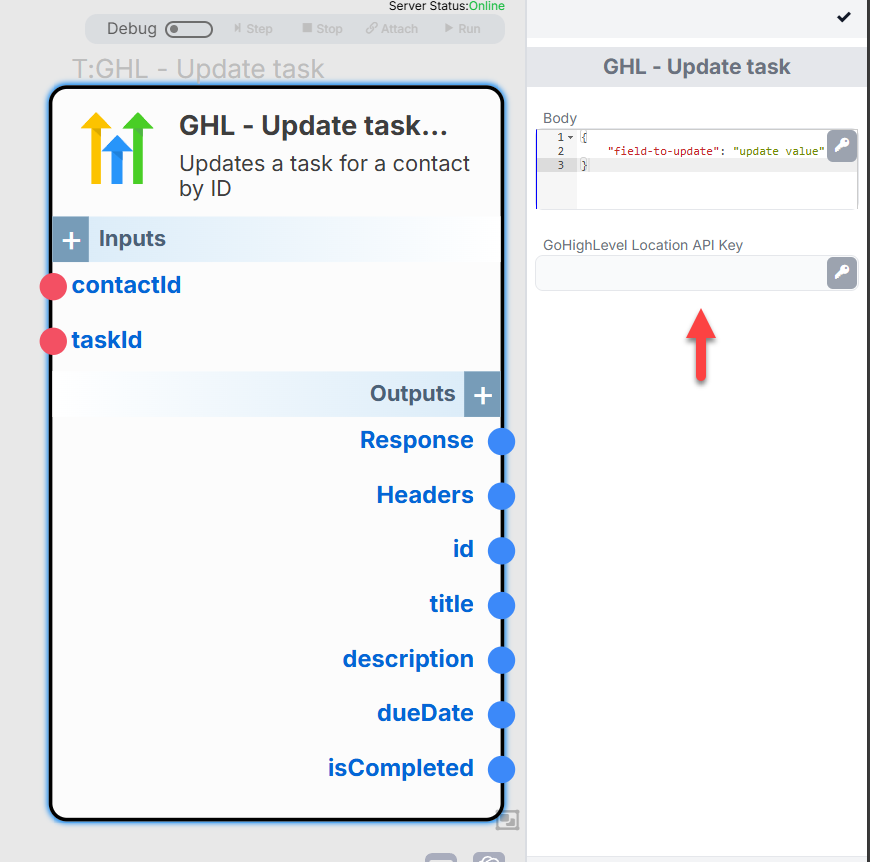 Server Status:Online
Debug
Step
Stop
Attach
Run
T:GHL - Update task
GHL - Update task...
Updates a task for a contact
by ID
+ Inputs
contactId
taskId
Outputs +
Response
Headers
id
title
description
dueDate
isCompleted
GHL - Update task
Body
1 {
2 "field-to-update": "update value"
3 }
GoHighLevel Location API Key